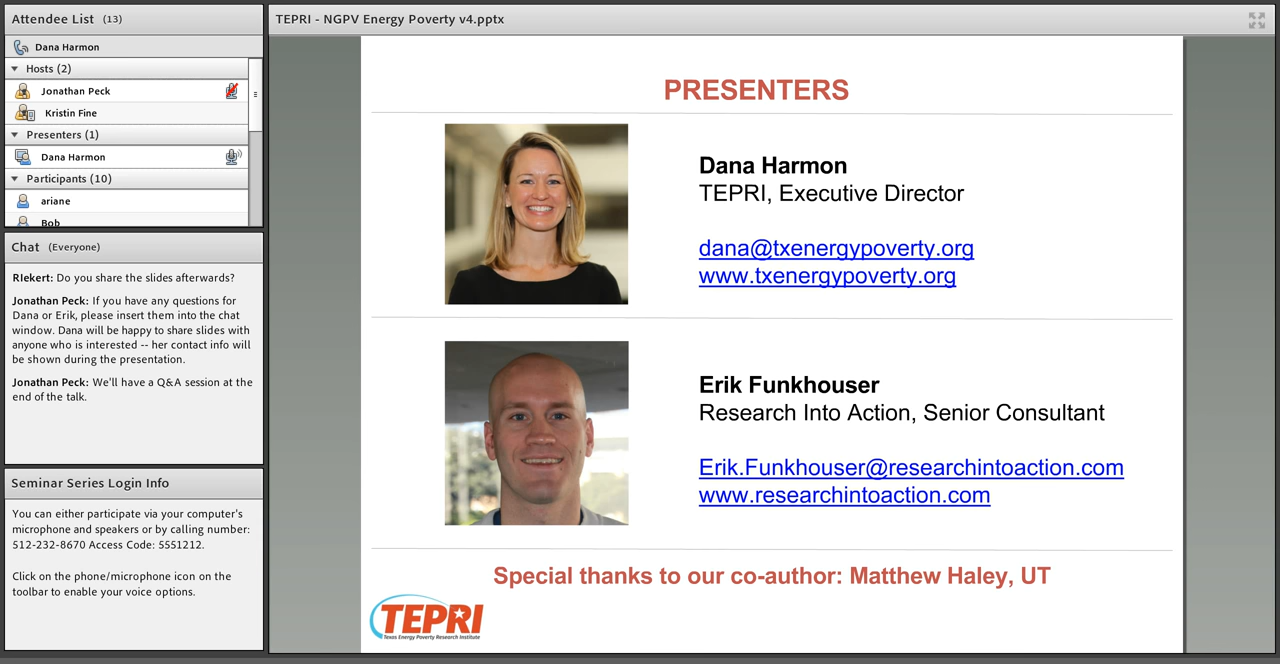 Attendee List (13)
Dana Harmon
Hosts (2)
Jonathan Peck
Kristin Fine
Presenters (1)
Dana Harmon
Participants (10)
ariane
Bob
Chat (Everyone)
RIekert: Do you share the slides afterwards?
Jonathan Peck: If you have any questions for
Dana or Erik, please insert them into the chat
window. Dana will be happy to share slides with
anyone who is interested -- her contact info will
be shown during the presentation.
Jonathan Peck: We'll have a Q&A session at the
end of the talk.
Seminar Series Login Info
You can either participate via your computer's
microphone and speakers or by calling number:
512-232-8670 Access Code: 5551212.
Click on the phone/microphone icon on the
toolbar to enable your voice options.
TEPRI - NGPV Energy Poverty v4.pptx
PRESENTERS
Dana Harmon
TEPRI, Executive Director
dana@txenergypoverty.org
www.txenergypoverty.org
Erik Funkhouser
Research Into Action, Senior Consultant
Erik.Funkhouser@researchintoaction.com
www.researchintoaction.com
Special thanks to our co-author: Matthew Haley, UT
TEPRI
Texas Energy Poverty Research Institute